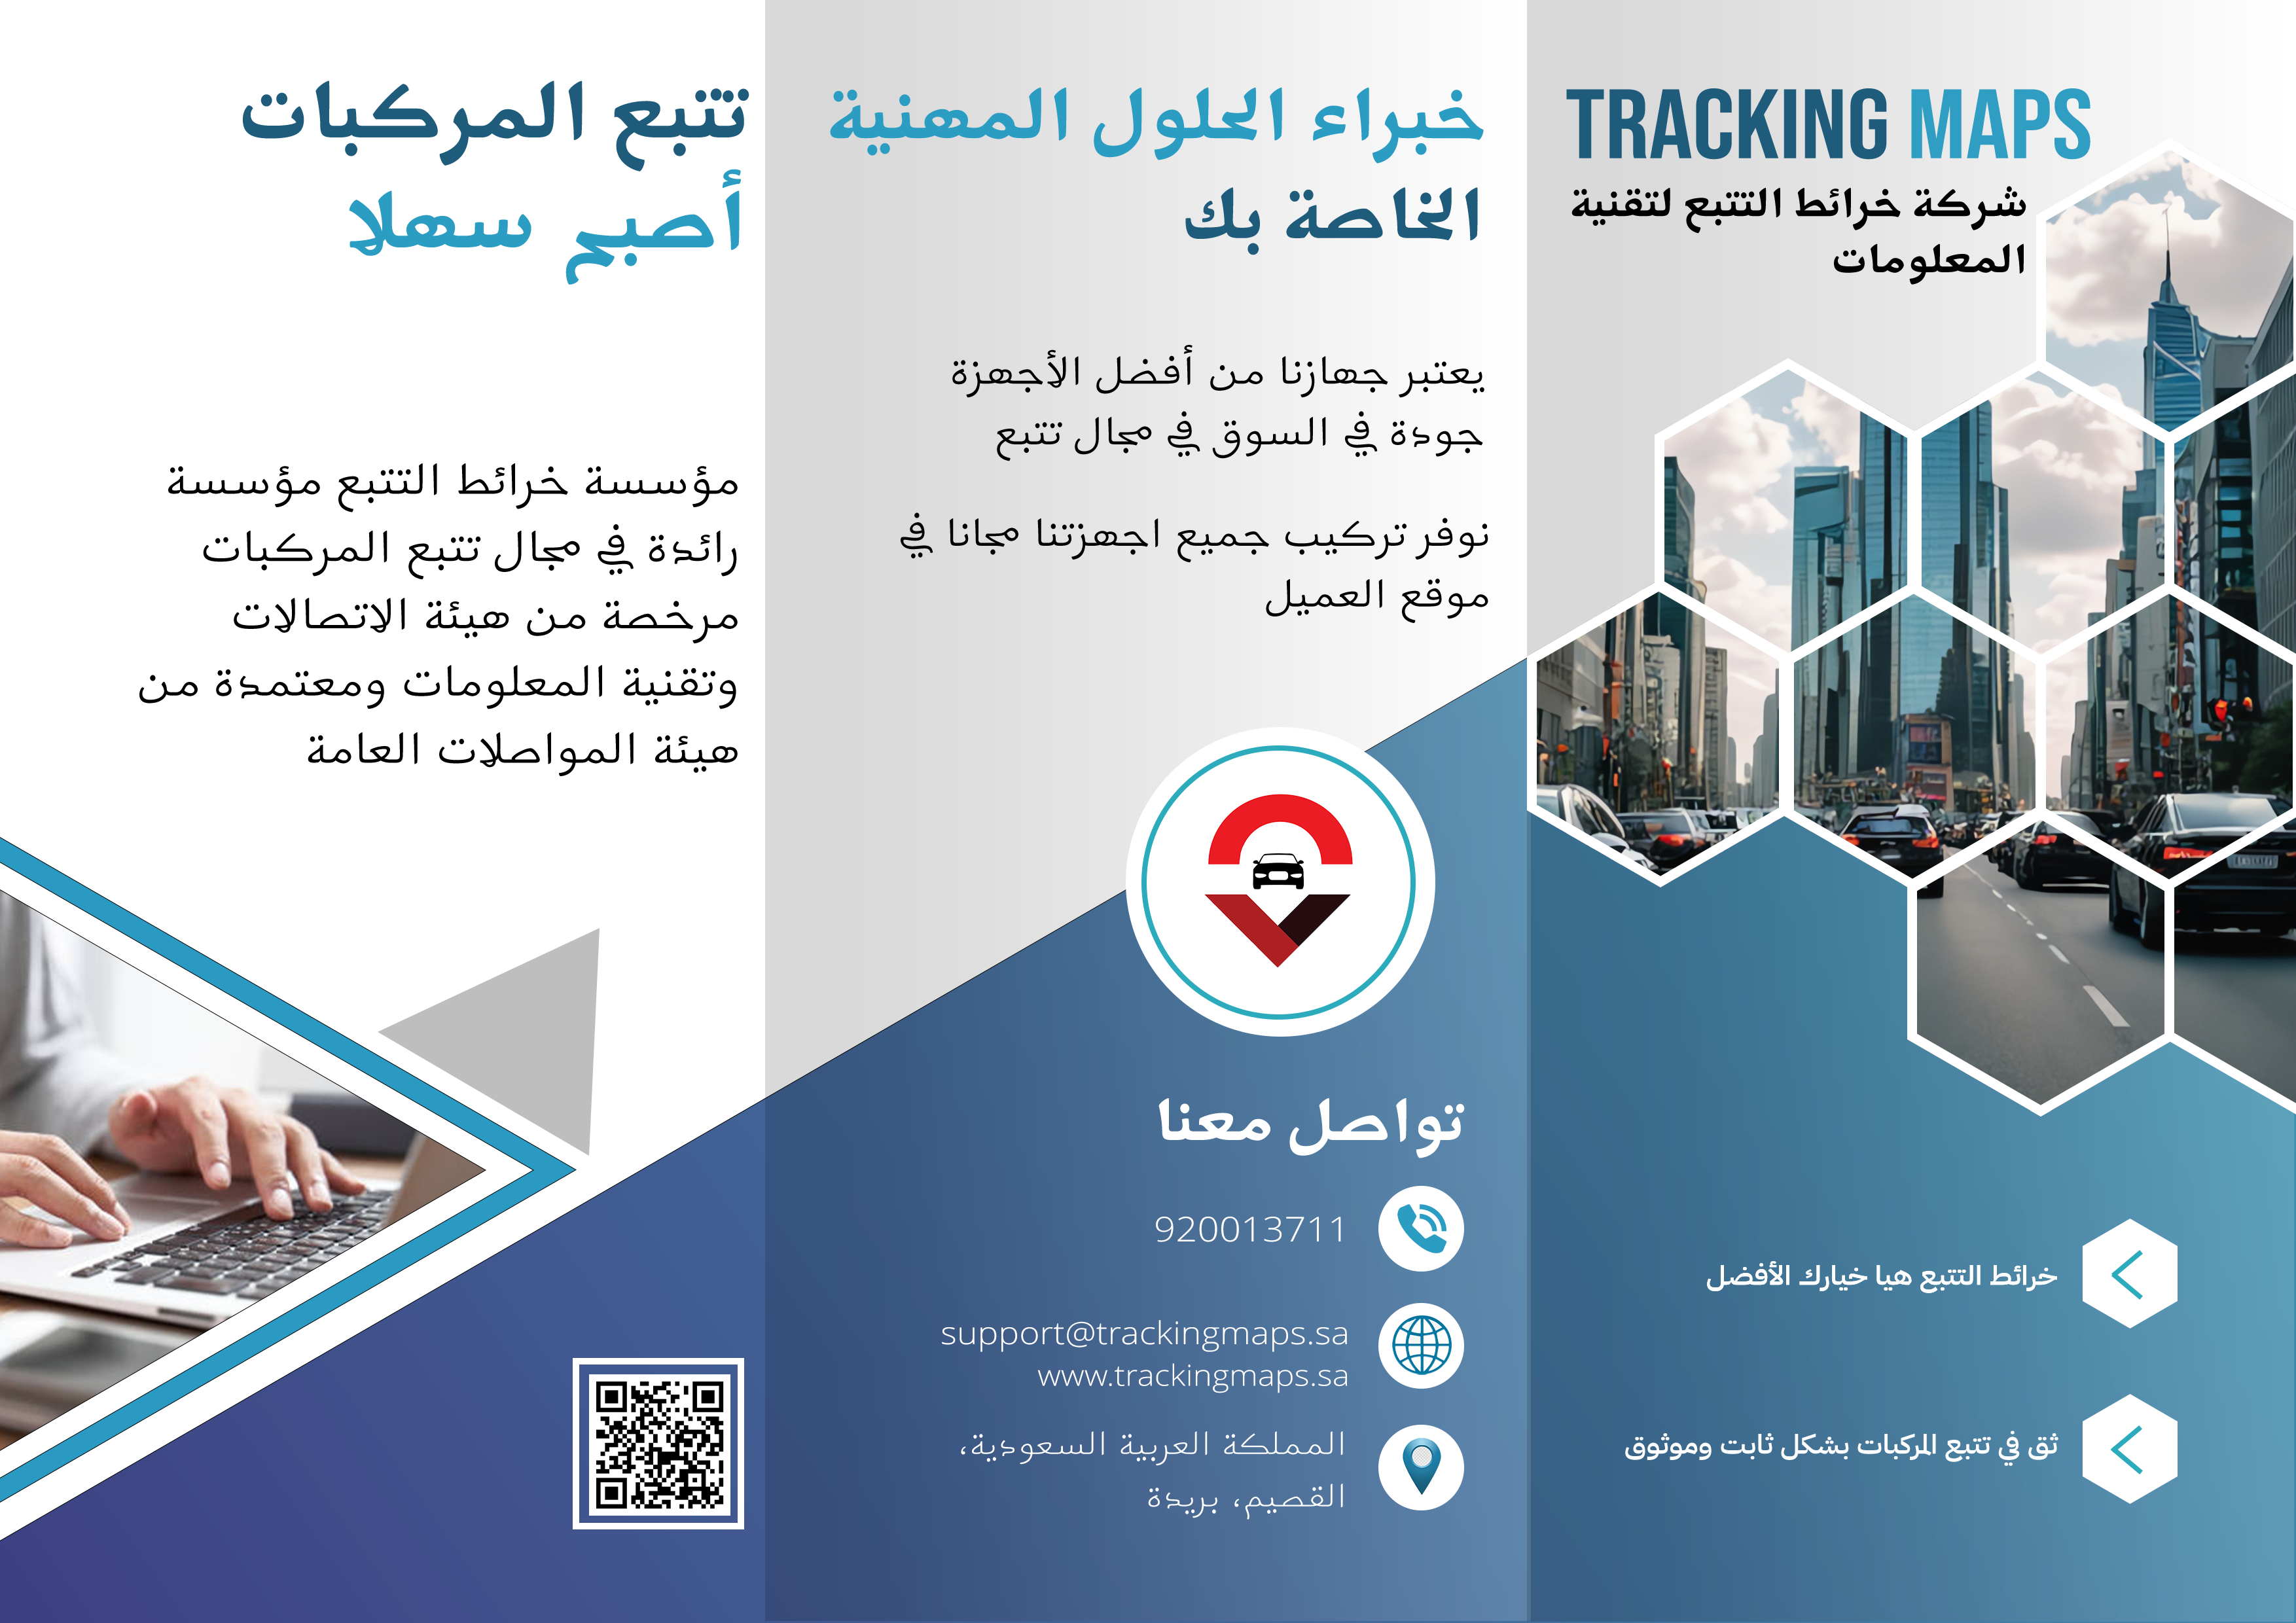 TRACKING MAPS
شركة خرائط التتبع لتقنية
المعلومات
خرائط التتبع هيا خيارك الأفضل
ثق في تتبع المركبات بشكل ثابت وموثوق
خبراء الحلول المهنية
الخاصة بك
يعتبر جهازنا من أفضل الأجهزة
جودة في السوق في مجال تتبع
نوفر تركيب جميع اجهزتنا مجانا في
موقع العميل
تواصل معنا
920013711
support@trackingmaps.sa
www.trackingmaps.sa
المملكة العربية السعودية،
القصيم، بريدة
تتبع المركبات
أصبح سهلا
مؤسسة خرائط التتبع مؤسسة
رائدة في مجال تتبع المركبات
مرخصة من هيئة الاتصالات
وتقنية المعلومات ومعتمدة من
هيئة المواصلات العامة